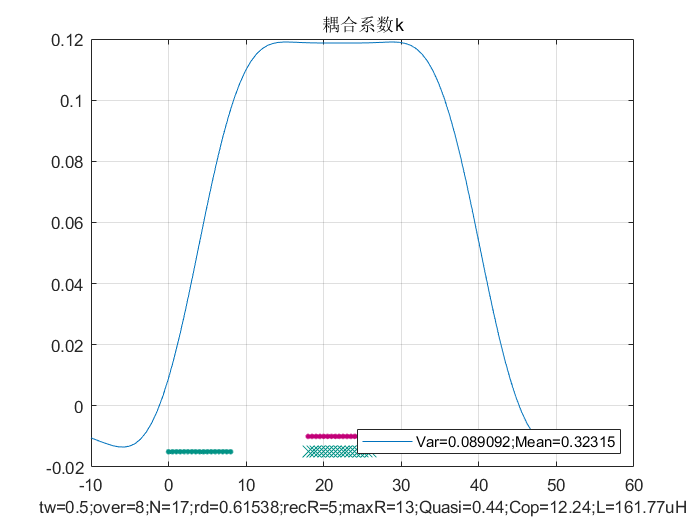 耦合系数k
0.12
0.1
0.08
0.06
0.04
0.02
0
-0.02
Var=0.089092;Mean=0.32315
-10 0 10 20 30 40 50 60
tw=0.5;over=8;N=17;rd=0.61538;recR=5;maxR=13;Quasi=0.44;Cop=12.24;L=161.77uH